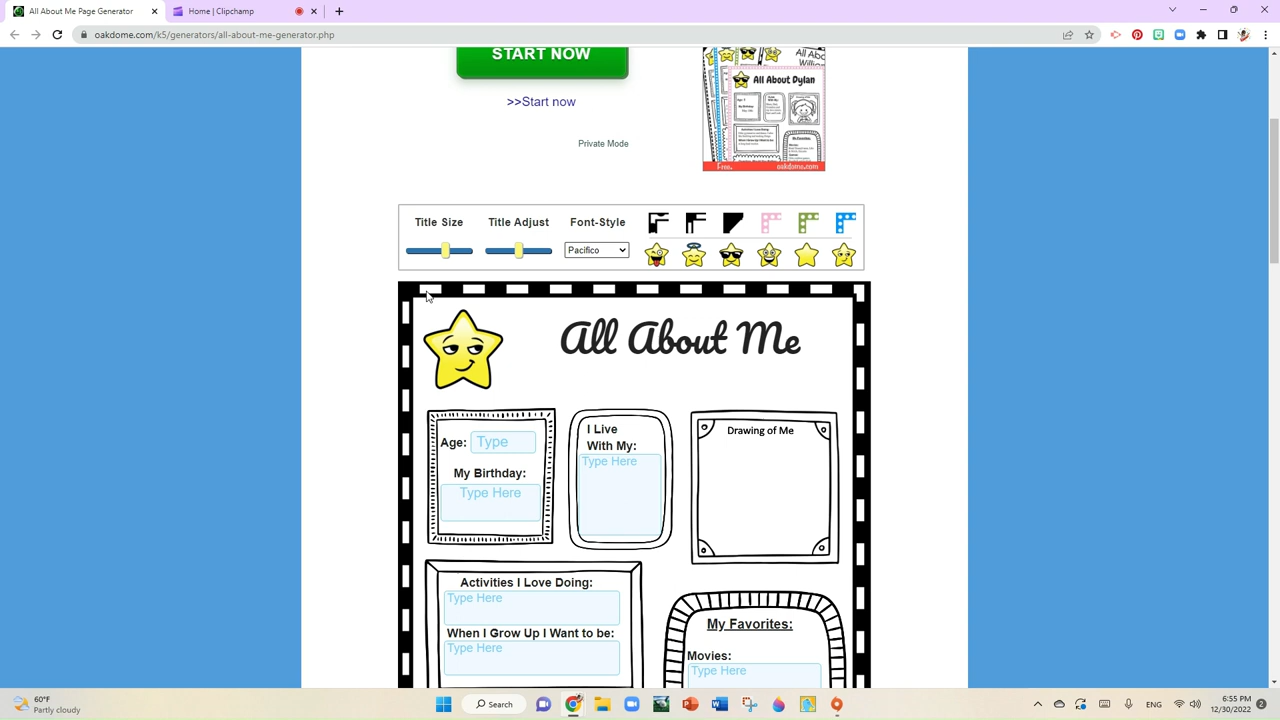 All About Me Page Generator
Home | Clipchamp
oakdome.com/k5/generators/all-about-me-generator.php
START NOW
>>Start now
Private Mode
All About Dylan
Free.
oakdome.com
Title Size
Title Adjust
Font-Style
Pacifico
All About Me
Age: Type
My Birthday:
Type Here
I Live
With My:
Type Here
Drawing of Me
Activities I Love Doing:
Type Here
When I Grow Up I Want to be:
Type Here
My Favorites:
Movies:
Type Here
60°F
Partly cloudy
Search
ENG
6:55 PM
12/30/2022